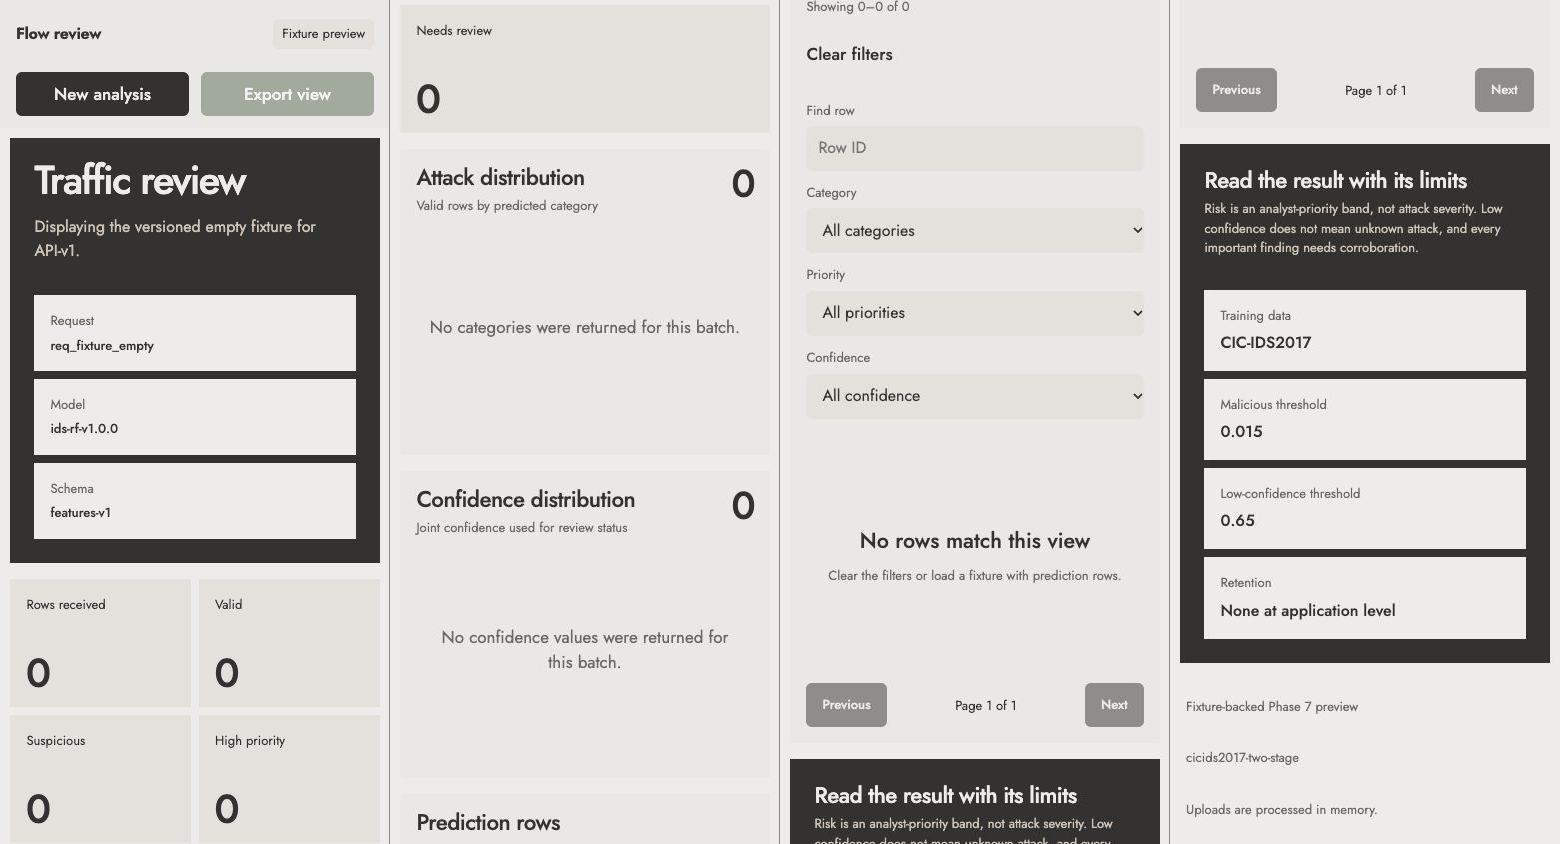 Flow review
Fixture preview
New analysis
Export view
Traffic review
Displaying the versioned empty fixture for
API-v1.
Request
req_fixture_empty
Model
ids-rf-v1.0.0
Schema
features-v1
Rows received
0
Valid
0
Suspicious
0
High priority
0
Needs review
0
Attack distribution
0
Valid rows by predicted category
No categories were returned for this batch.
Confidence distribution
0
Joint confidence used for review status
No confidence values were returned for
this batch.
Prediction rows
Showing 0–0 of 0
Clear filters
Find row
Row ID
Category
All categories
Priority
All priorities
Confidence
All confidence
No rows match this view
Clear the filters or load a fixture with prediction rows.
Previous
Page 1 of 1
Next
Read the result with its limits
Risk is an analyst-priority band, not attack severity. Low
confidence does not mean unknown attack, and every
Previous
Page 1 of 1
Next
Read the result with its limits
Risk is an analyst-priority band, not attack severity. Low
confidence does not mean unknown attack, and every
important finding needs corroboration.
Training data
CIC-IDS2017
Malicious threshold
0.015
Low-confidence threshold
0.65
Retention
None at application level
Fixture-backed Phase 7 preview
cicids2017-two-stage
Uploads are processed in memory.